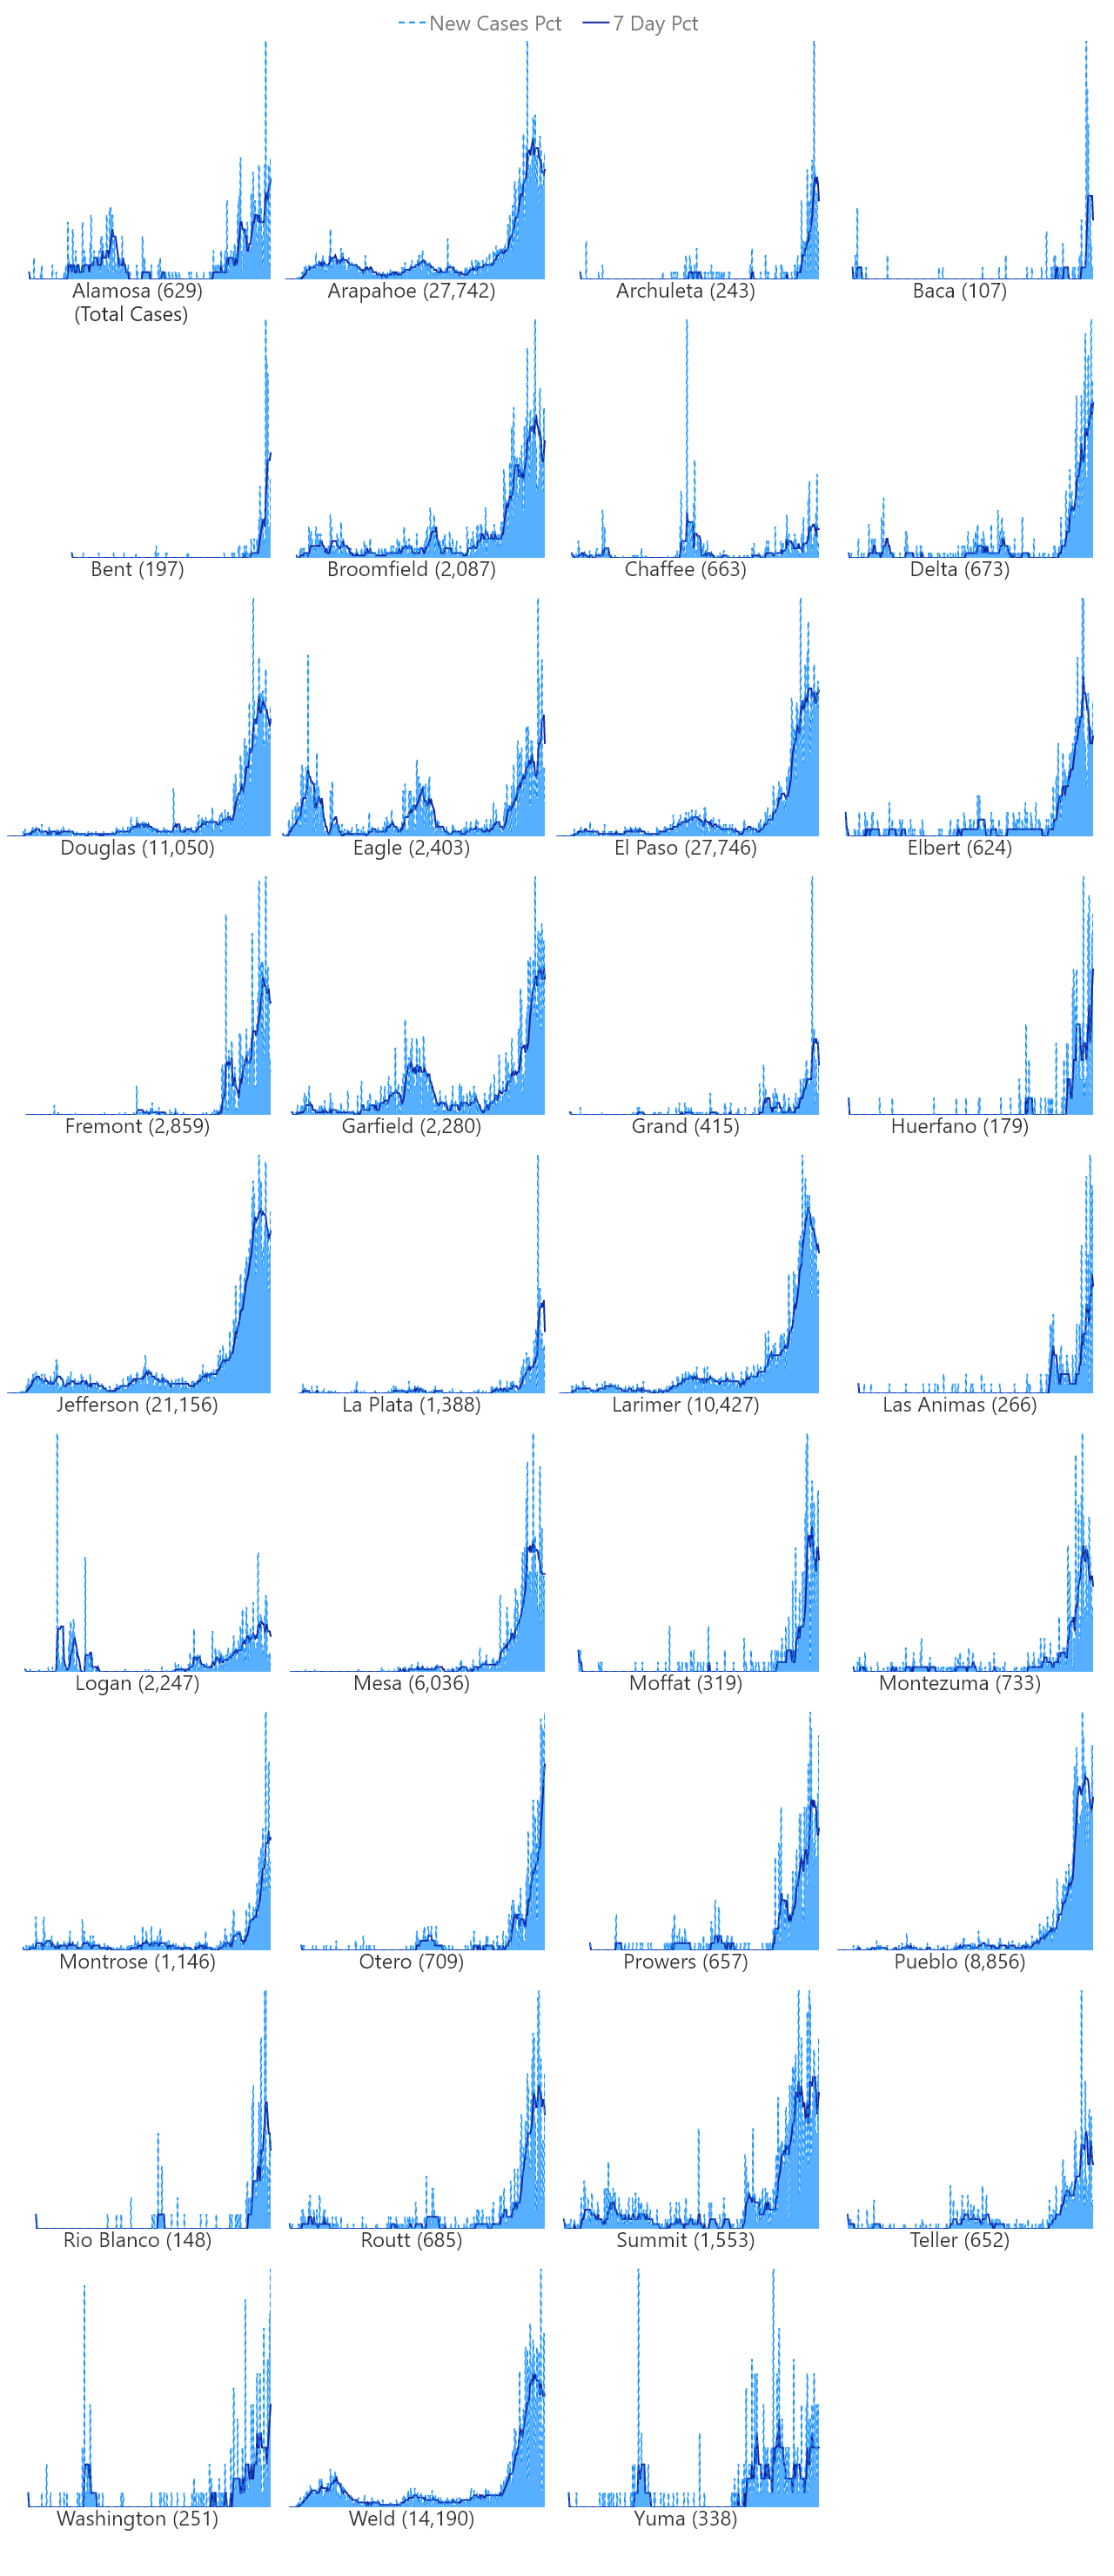 New Cases Pct 7 Day Pct
Alamosa (629) Arapahoe (27,742) Archuleta (243) Baca (107)
(Total Cases)
Bent (197) Broomfield (2,087) Chaffee (663) Delta (673)
Douglas (11,050) Eagle (2,403) El Paso (27,746) Elbert (624)
Fremont (2,859) Garfield (2,280) Grand (415) Huerfano (179)
Jefferson (21,156) La Plata (1,388) Larimer (10,427) Las Animas (266)
Logan (2,247) Mesa (6,036) Moffat (319) Montezuma (733)
Montrose (1,146) Otero (709) Prowers (657) Pueblo (8,856)
Rio Blanco (148) Routt (685) Summit (1,553) Teller (652)
Washington (251) Weld (14,190) Yuma (338)